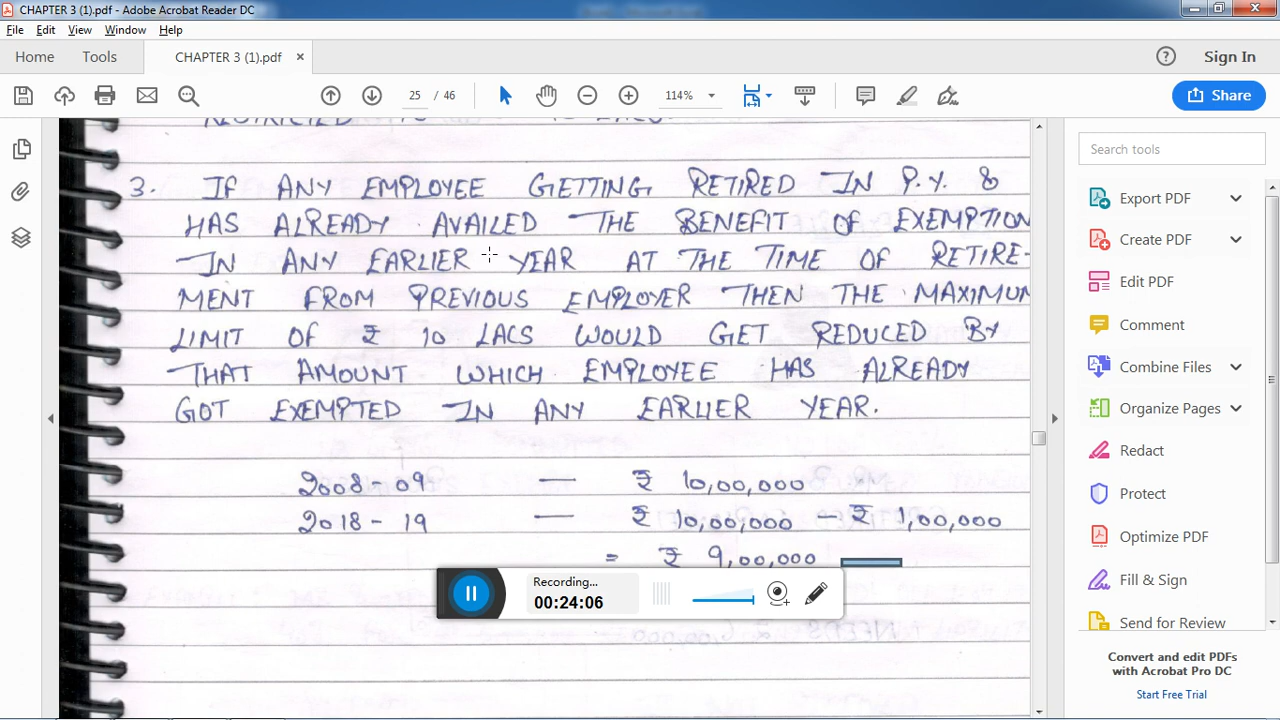 CHAPTER 3 (1).pdf - Adobe Acrobat Reader DC
File Edit View Window Help
Home Tools CHAPTER 3 (1).pdf × Sign In
25 / 46 114% Share
3. IF ANY EMPLOYEE GETTING RETIRED IN P.Y. &
HAS ALREADY AVAILED THE BENEFIT OF EXEMPTION
IN ANY EARLIER YEAR AT THE TIME OF RETIRE-
MENT FROM PREVIOUS EMPLOYER THEN THE MAXIMUM
LIMIT OF ₹ 10 LACS WOULD GET REDUCED BY
THAT AMOUNT WHICH EMPLOYEE HAS ALREADY
GOT EXEMPTED IN ANY EARLIER YEAR.
2008-09 — ₹ 10,00,000
2018-19 — ₹ 10,00,000 - ₹ 1,00,000
= ₹ 9,00,000
Recording...
00:24:06
Search tools
Export PDF
Create PDF
Edit PDF
Comment
Combine Files
Organize Pages
Redact
Protect
Optimize PDF
Fill & Sign
Send for Review
Convert and edit PDFs
with Acrobat Pro DC
Start Free Trial